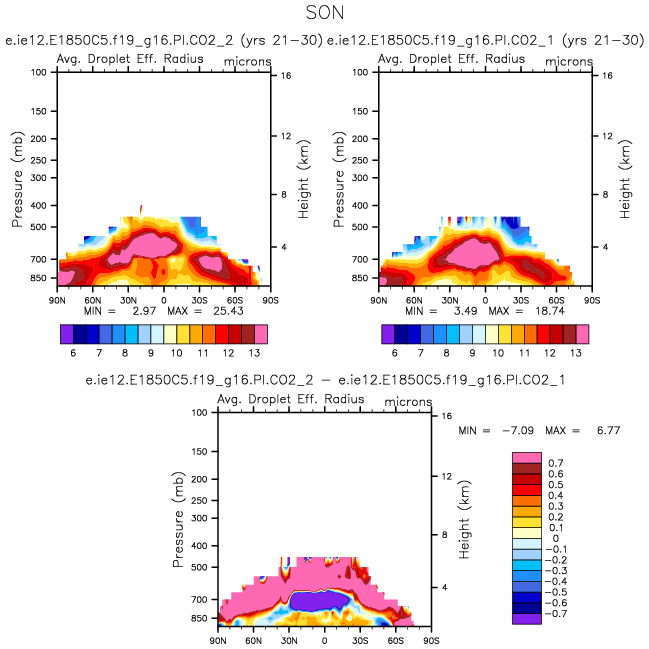 SON
e.ie12.E1850C5.f19_g16.PI.CO2_2 (yrs 21-30) e.ie12.E1850C5.f19_g16.PI.CO2_1 (yrs 21-30)
Avg. Droplet Eff. Radius microns
Avg. Droplet Eff. Radius microns
Pressure (mb)
100
150
200
250
300
400
500
700
850
16
12
8
4
Height (km)
90N 60N 30N 0 30S 60S 90S
MIN = 2.97 MAX = 25.43
6 7 8 9 10 11 12 13
Pressure (mb)
100
150
200
250
300
400
500
700
850
16
12
8
4
Height (km)
90N 60N 30N 0 30S 60S 90S
MIN = 3.49 MAX = 18.74
6 7 8 9 10 11 12 13
e.ie12.E1850C5.f19_g16.PI.CO2_2 - e.ie12.E1850C5.f19_g16.PI.CO2_1
Avg. Droplet Eff. Radius microns
Pressure (mb)
100
150
200
250
300
400
500
700
850
16
12
8
4
Height (km)
90N 60N 30N 0 30S 60S 90S
MIN = -7.09 MAX = 6.77
0.7
0.6
0.5
0.4
0.3
0.2
0.1
0
-0.1
-0.2
-0.3
-0.4
-0.5
-0.6
-0.7